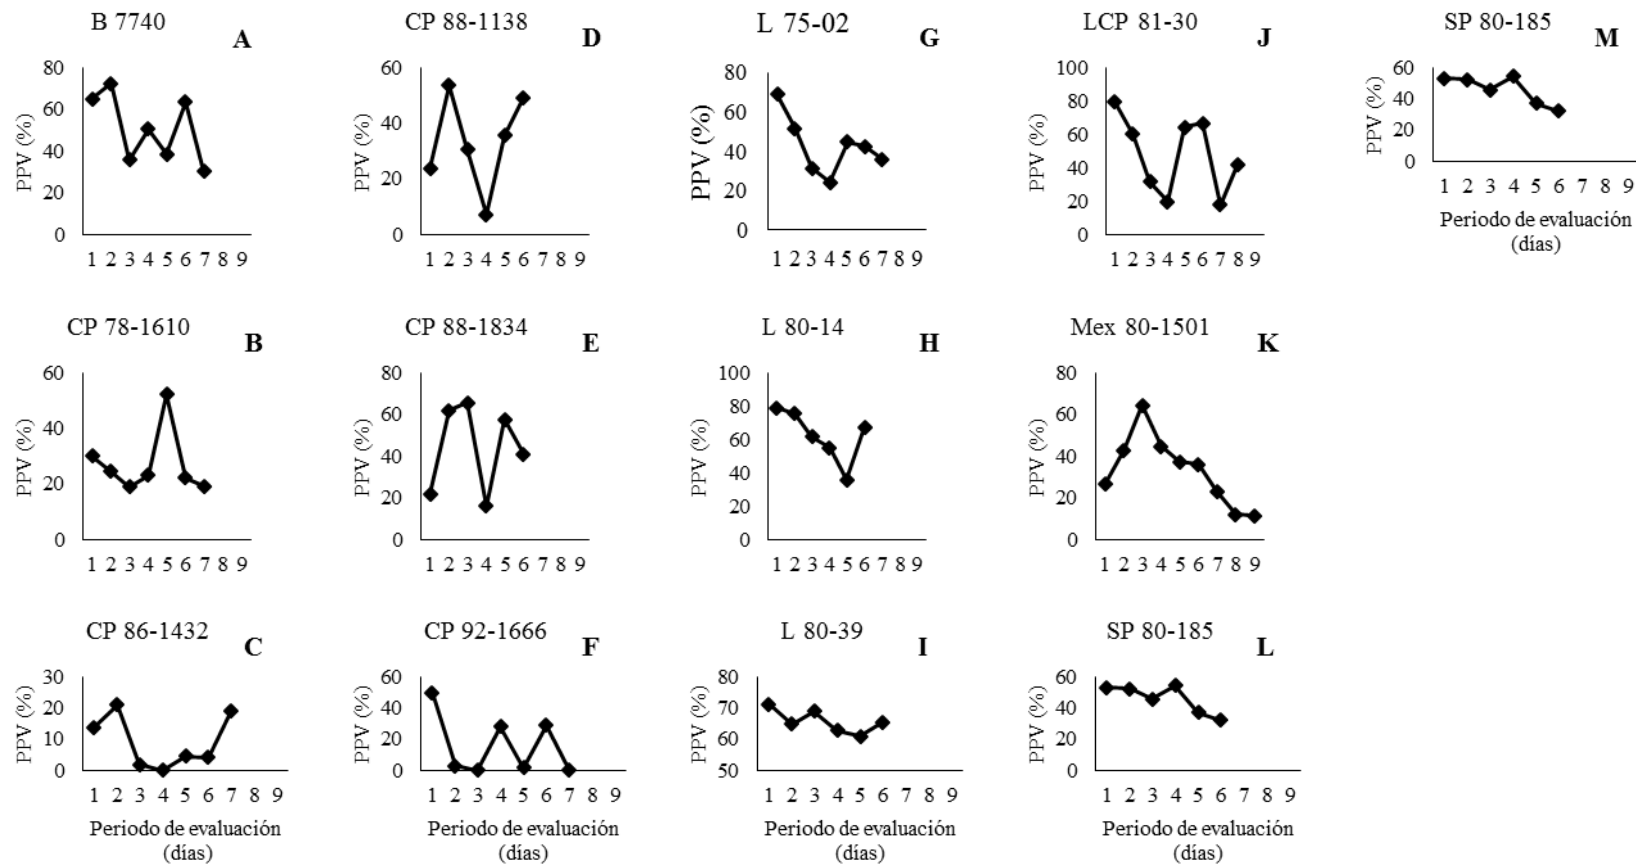 B 7740
A
PPV (%)
80
60
40
20
0
1 2 3 4 5 6 7 8 9
CP 88-1138
D
PPV (%)
60
40
20
0
1 2 3 4 5 6 7 8 9
L 75-02
G
PPV (%)
80
60
40
20
0
1 2 3 4 5 6 7 8 9
LCP 81-30
J
PPV (%)
100
80
60
40
20
0
1 2 3 4 5 6 7 8 9
SP 80-185
M
PPV (%)
60
40
20
0
1 2 3 4 5 6 7 8 9
Periodo de evaluación
(días)
CP 78-1610
B
PPV (%)
60
40
20
0
1 2 3 4 5 6 7 8 9
CP 88-1834
E
PPV (%)
80
60
40
20
0
1 2 3 4 5 6 7 8 9
L 80-14
H
PPV (%)
100
80
60
40
20
0
1 2 3 4 5 6 7 8 9
Mex 80-1501
K
PPV (%)
80
60
40
20
0
1 2 3 4 5 6 7 8 9
CP 86-1432
C
PPV (%)
30
20
10
0
1 2 3 4 5 6 7 8 9
Periodo de evaluación
(días)
CP 92-1666
F
PPV (%)
60
40
20
0
1 2 3 4 5 6 7 8 9
Periodo de evaluación
(días)
L 80-39
I
PPV (%)
80
70
60
50
1 2 3 4 5 6 7 8 9
Periodo de evaluación
(días)
SP 80-185
L
PPV (%)
60
40
20
0
1 2 3 4 5 6 7 8 9
Periodo de evaluación
(días)